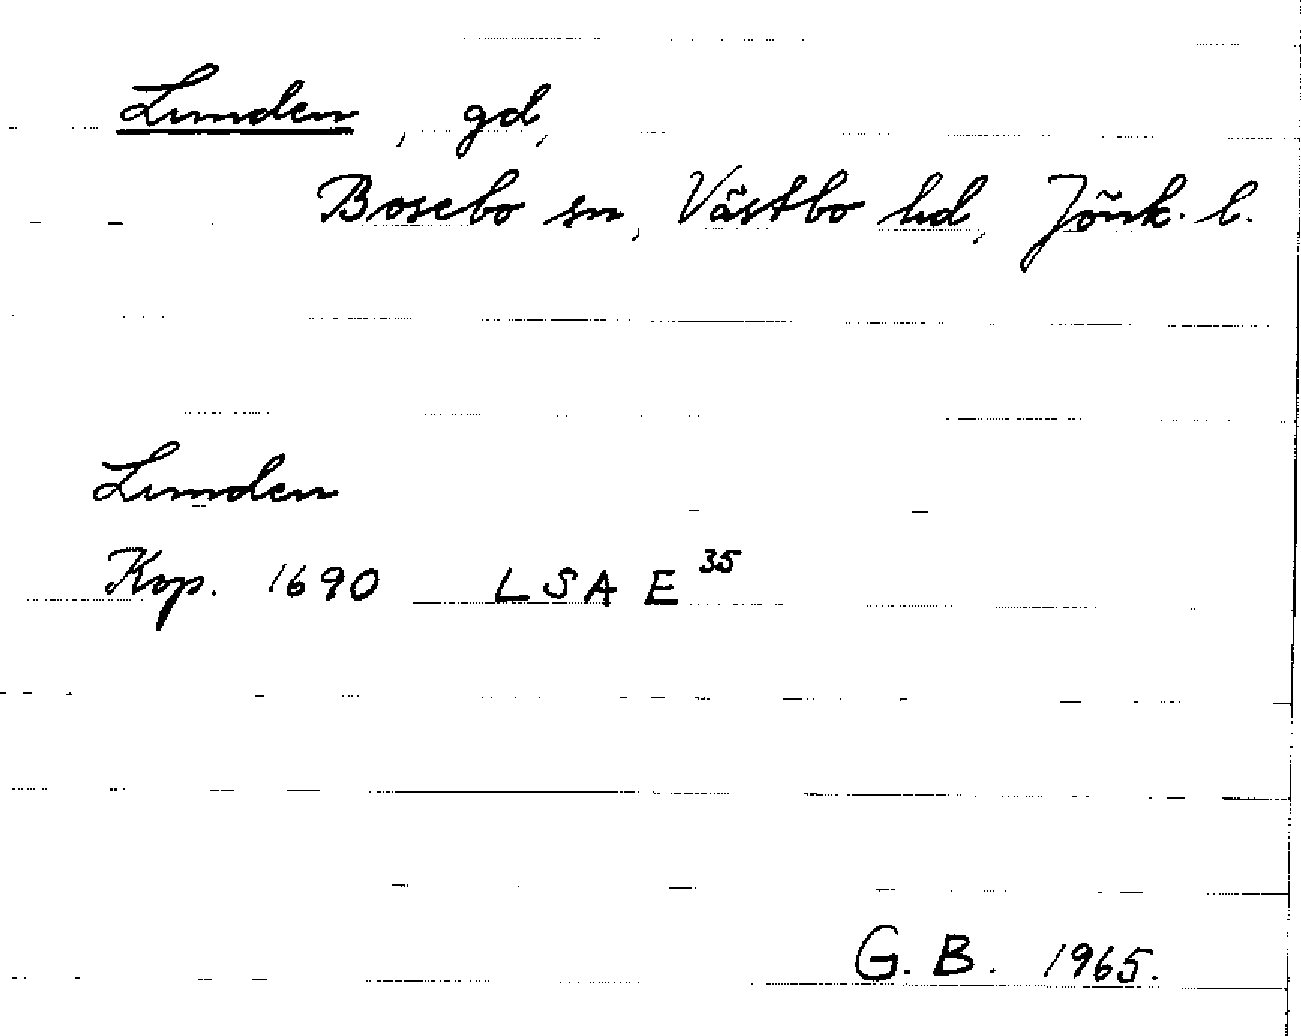 Lunden, gd,
Bosebo sn, Västbo hd, Jönk. l.
Lunden
Kop. 1690 LSA E 35
G. B. 1965.